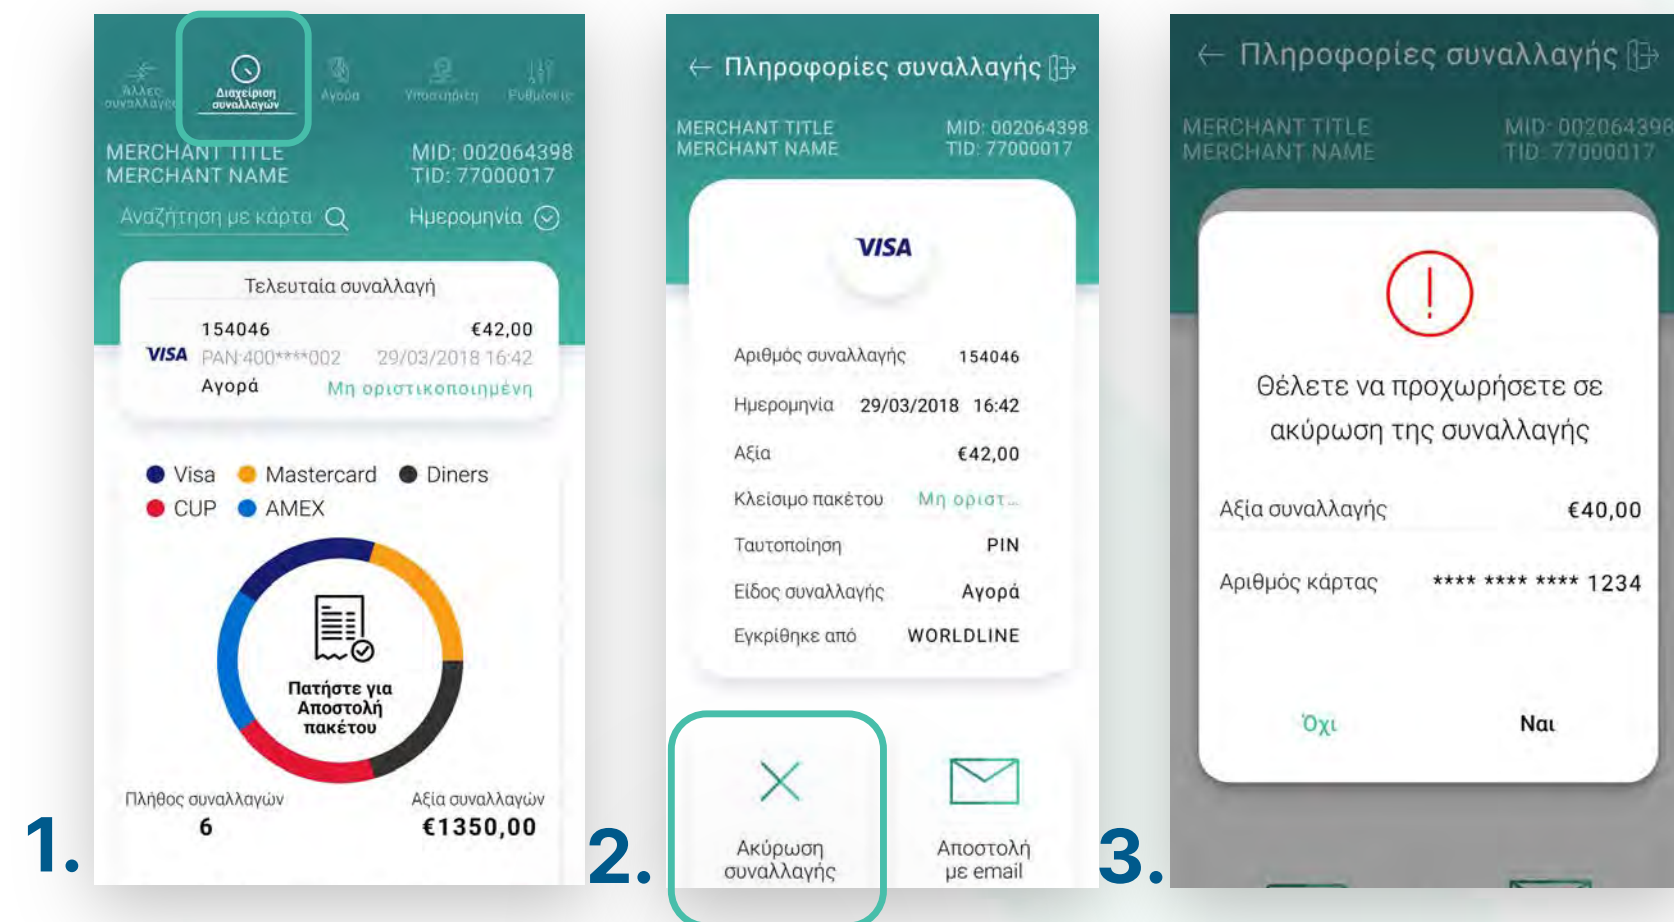 Άλλες συναλλαγές
Διαχείριση συναλλαγών
Αγορά
Υποστήριξη
Ρυθμίσεις
MERCHANT TITLE MID: 002064398
MERCHANT NAME TID: 77000017
Αναζήτηση με κάρτα Ημερομηνία
Τελευταία συναλλαγή
154046 €42,00
VISA PAN:400****002 29/03/2018 16:42
Αγορά Μη οριστικοποιημένη
Visa Mastercard Diners
CUP AMEX
Πατήστε για
Αποστολή
πακέτου
Πλήθος συναλλαγών Αξία συναλλαγών
6 €1350,00
1.
Πληροφορίες συναλλαγής
MERCHANT TITLE MID: 002064398
MERCHANT NAME TID: 77000017
VISA
Αριθμός συναλλαγής 154046
Ημερομηνία 29/03/2018 16:42
Αξία €42,00
Κλείσιμο πακέτου Μη οριστ...
Ταυτοποίηση PIN
Είδος συναλλαγής Αγορά
Εγκρίθηκε από WORLDLINE
Ακύρωση
συναλλαγής
Αποστολή
με email
2.
Πληροφορίες συναλλαγής
MERCHANT TITLE MID: 002064398
MERCHANT NAME TID: 77000017
Θέλετε να προχωρήσετε σε
ακύρωση της συναλλαγής
Αξία συναλλαγής €40,00
Αριθμός κάρτας **** **** **** 1234
Όχι Ναι
3.